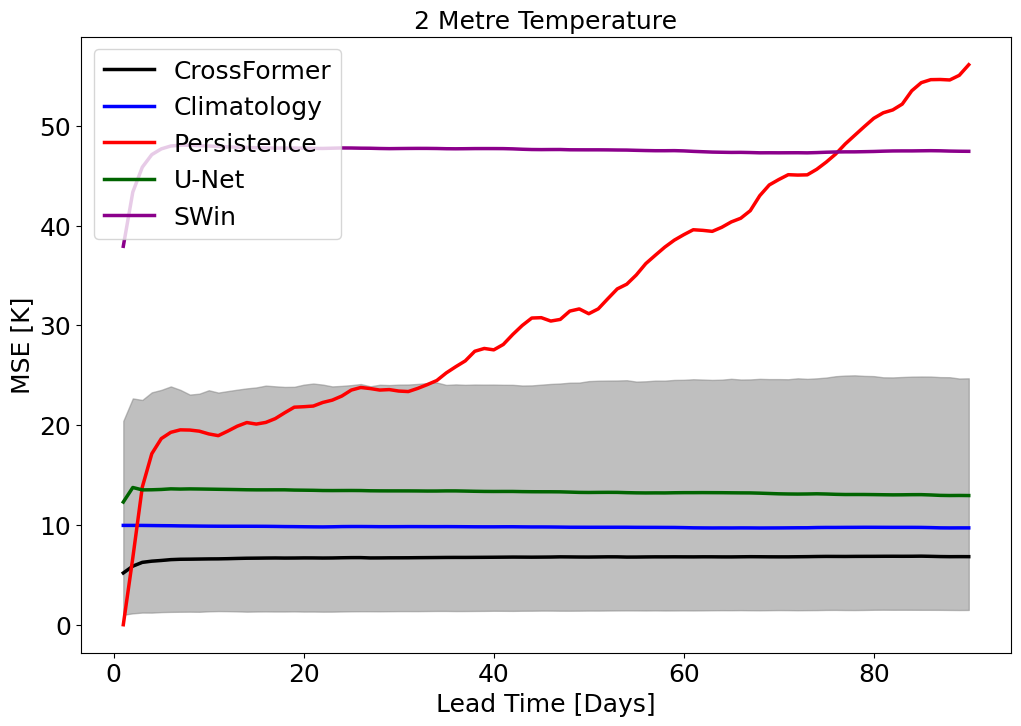 2 Metre Temperature
CrossFormer
Climatology
Persistence
U-Net
SWin
MSE [K]
50
40
30
20
10
0
0 20 40 60 80
Lead Time [Days]